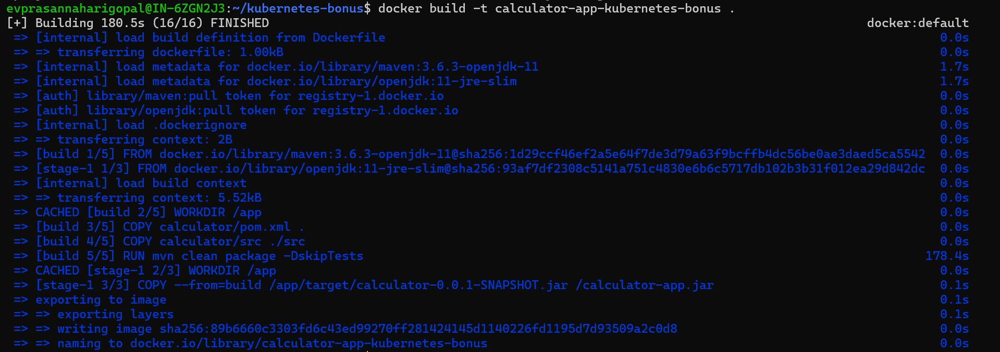 evprasannaharigopal@IN-6ZGN2J3:~/kubernetes-bonus$ docker build -t calculator-app-kubernetes-bonus .
[+] Building 180.5s (16/16) FINISHED docker:default
=> [internal] load build definition from Dockerfile 0.0s
=> => transferring dockerfile: 1.00kB 0.0s
=> [internal] load metadata for docker.io/library/maven:3.6.3-openjdk-11 1.7s
=> [internal] load metadata for docker.io/library/openjdk:11-jre-slim 1.7s
=> [auth] library/maven:pull token for registry-1.docker.io 0.0s
=> [auth] library/openjdk:pull token for registry-1.docker.io 0.0s
=> [internal] load .dockerignore 0.0s
=> => transferring context: 2B 0.0s
=> [build 1/5] FROM docker.io/library/maven:3.6.3-openjdk-11@sha256:1d29ccf46ef2a5e64f7de3d79a63f9bcffb4dc56be0ae3daed5ca5542 0.0s
=> [stage-1 1/3] FROM docker.io/library/openjdk:11-jre-slim@sha256:93af7df2308c5141a751c4830e6b6c5717db102b3b31f012ea29d842dc 0.0s
=> [internal] load build context 0.0s
=> => transferring context: 5.52kB 0.0s
=> CACHED [build 2/5] WORKDIR /app 0.0s
=> [build 3/5] COPY calculator/pom.xml . 0.0s
=> [build 4/5] COPY calculator/src ./src 0.0s
=> [build 5/5] RUN mvn clean package -DskipTests 178.4s
=> CACHED [stage-1 2/3] WORKDIR /app 0.0s
=> [stage-1 3/3] COPY --from=build /app/target/calculator-0.0.1-SNAPSHOT.jar /calculator-app.jar 0.1s
=> exporting to image 0.1s
=> => exporting layers 0.1s
=> => writing image sha256:89b6660c3303fd6c43ed99270ff281424145d1140226fd1195d7d93509a2c0d8 0.0s
=> => naming to docker.io/library/calculator-app-kubernetes-bonus 0.0s